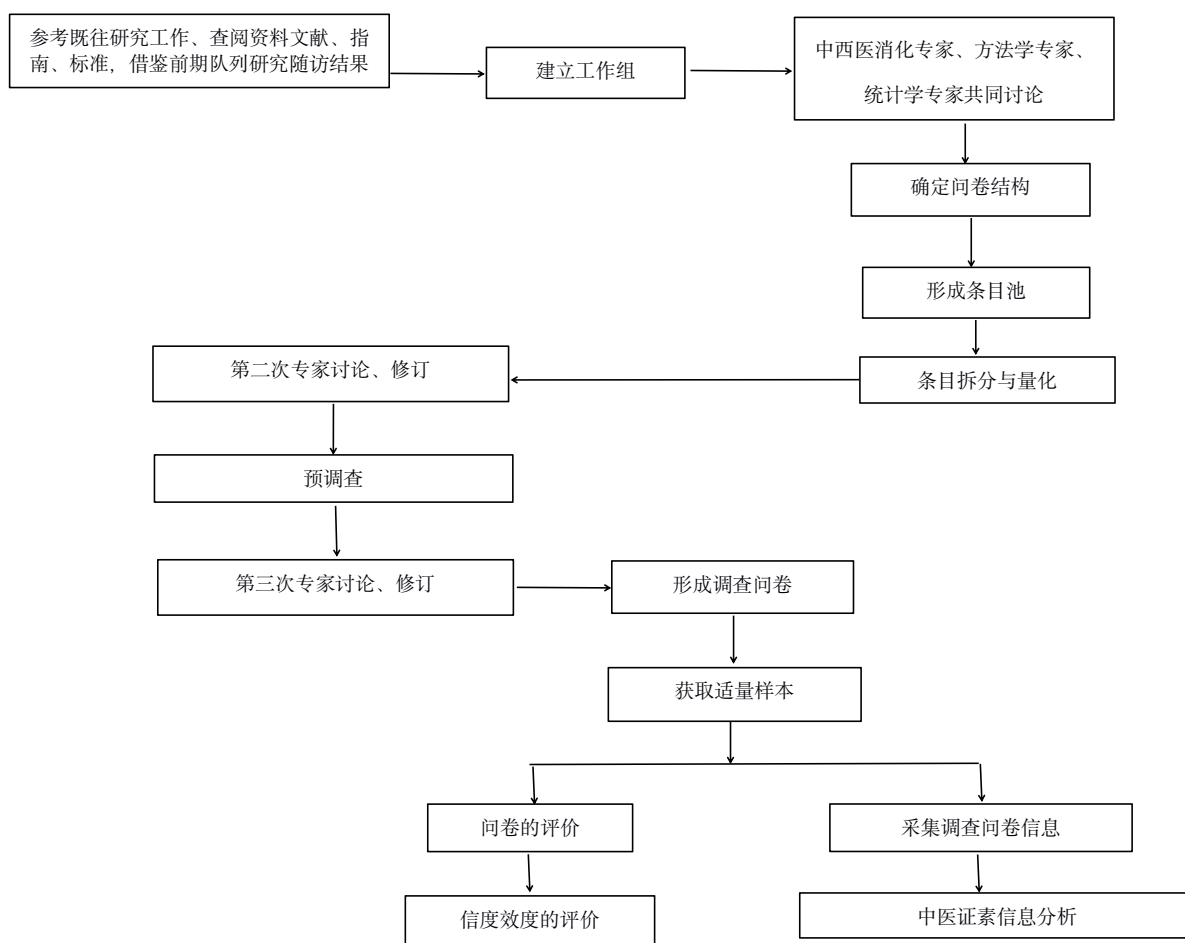 参考既往研究工作、查阅资料文献、指
南、标准，借鉴前期队列研究随访结果
建立工作组
中西医消化专家、方法学专家、
统计学专家共同讨论
确定问卷结构
形成条目池
条目拆分与量化
第二次专家讨论、修订
预调查
第三次专家讨论、修订
形成调查问卷
获取适量样本
问卷的评价
采集调查问卷信息
信度效度的评价
中医证素信息分析